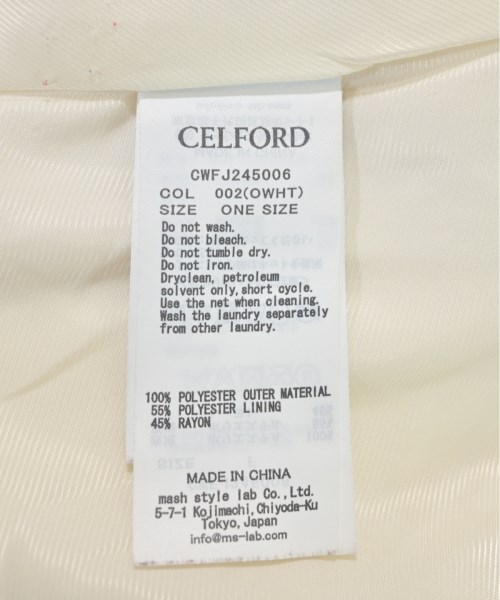 CELFORD
CWFJ245006
COL 002(OWHT)
SIZE ONE SIZE
Do not wash.
Do not bleach.
Do not tumble dry.
Do not iron.
Dryclean, petroleum
solvent only,short cycle.
Use the net when cleaning.
Wash the laundry separately
from other laundry.
100% POLYESTER OUTER MATERIAL
55% POLYESTER LINING
45% RAYON
MADE IN CHINA
mash style lab Co.,Ltd.
5-7-1 Kojimachi,Chiyoda-Ku
Tokyo,Japan
info@ms-lab.com